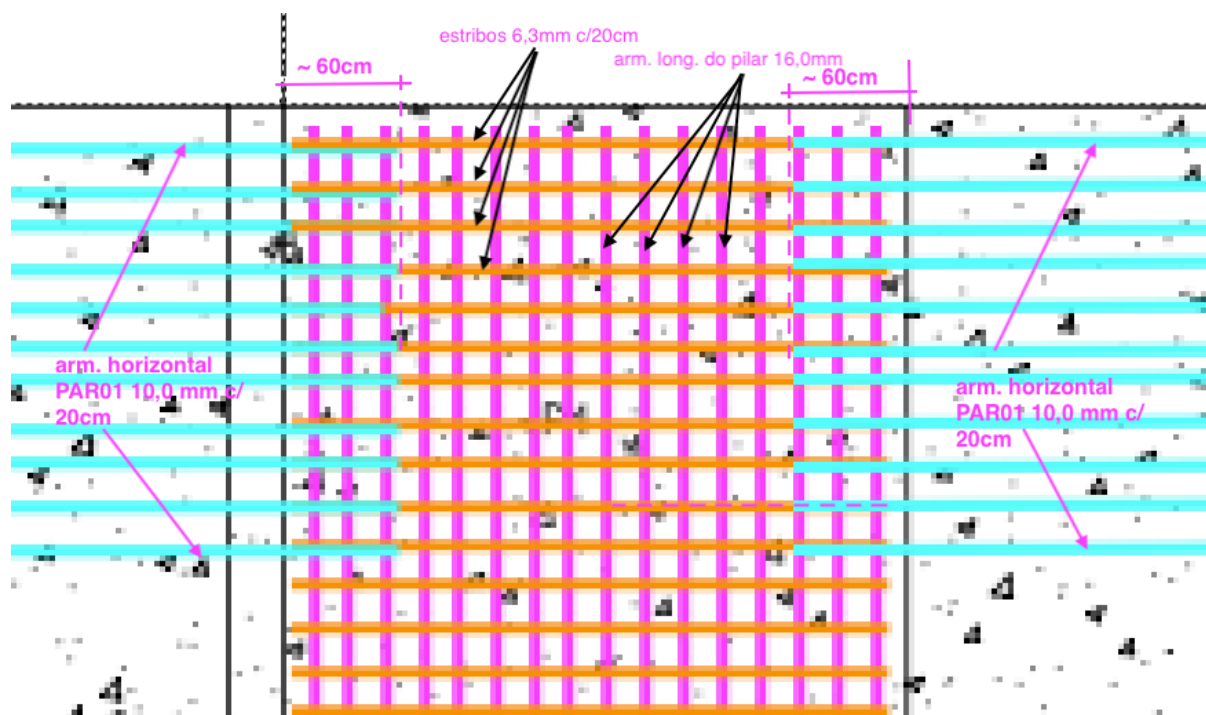 estribos 6,3mm c/20cm
arm. long. do pilar 16,0mm
~ 60cm
~ 60cm
arm. horizontal
PAR01 10,0 mm c/
20cm
arm. horizontal
PAR01 10,0 mm c/
20cm